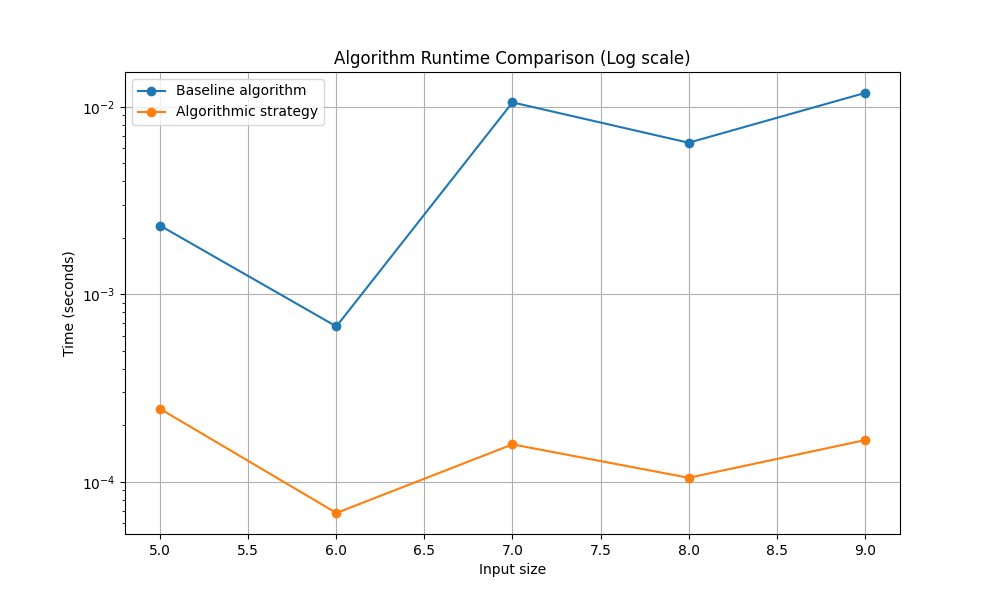 Algorithm Runtime Comparison (Log scale)
Baseline algorithm
Algorithmic strategy
Time (seconds)
10⁻²
10⁻³
10⁻⁴
5.0 5.5 6.0 6.5 7.0 7.5 8.0 8.5 9.0
Input size